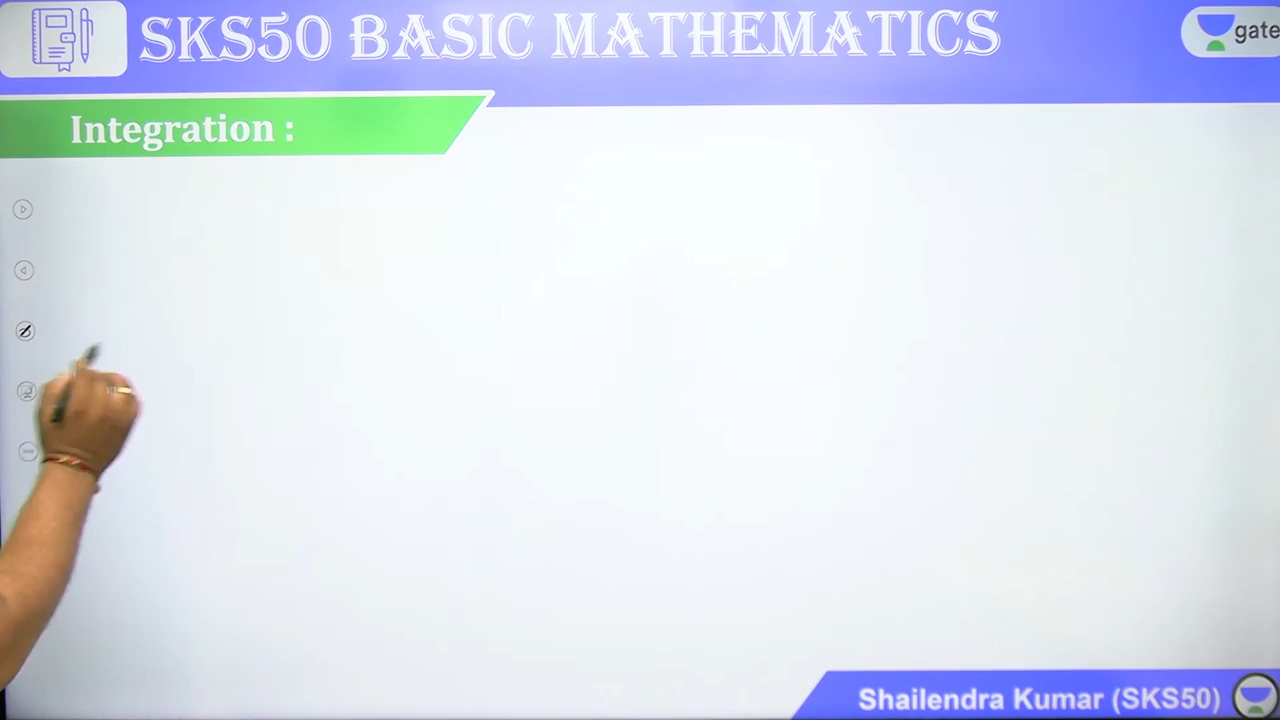 SKS50 BASIC MATHEMATICS
gate
Integration :
Shailendra Kumar (SKS50)